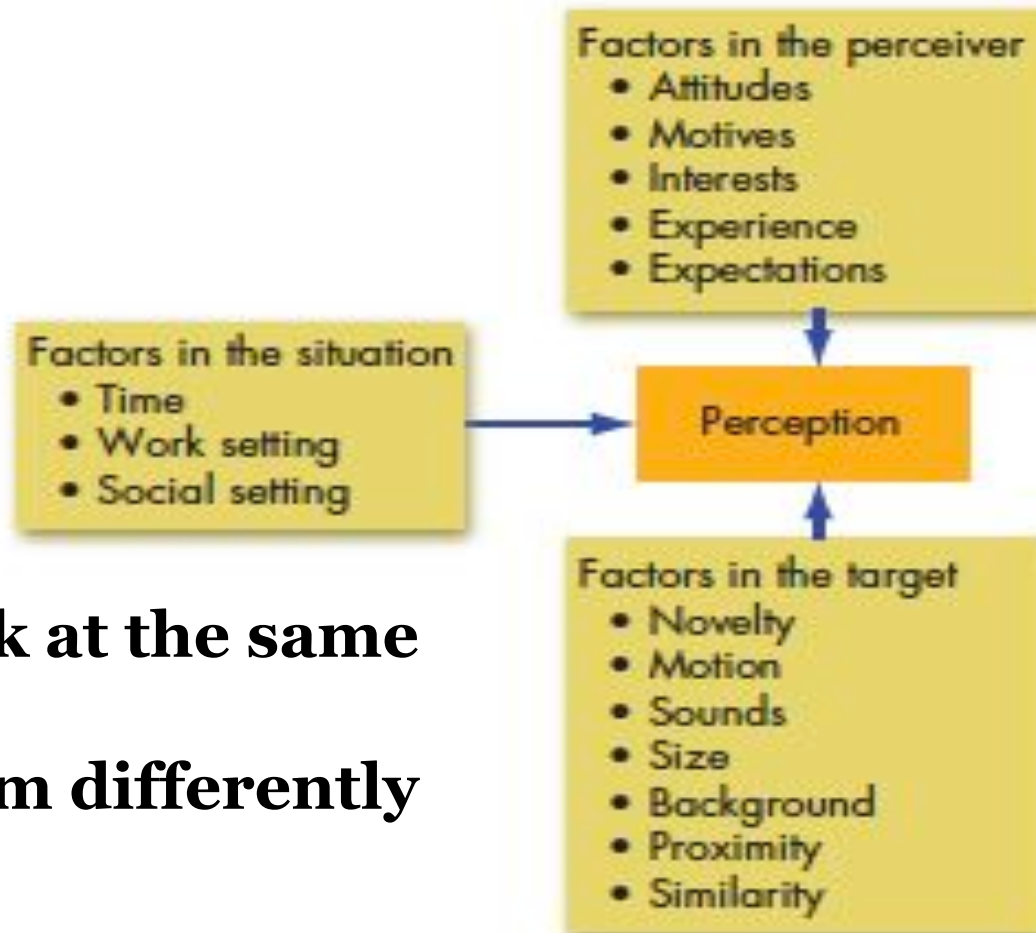 Factors in the perceiver
• Attitudes
• Motives
• Interests
• Experience
• Expectations
Factors in the situation
• Time
• Work setting
• Social setting
Perception
Factors in the target
• Novelty
• Motion
• Sounds
• Size
• Background
• Proximity
• Similarity
at the same
differently